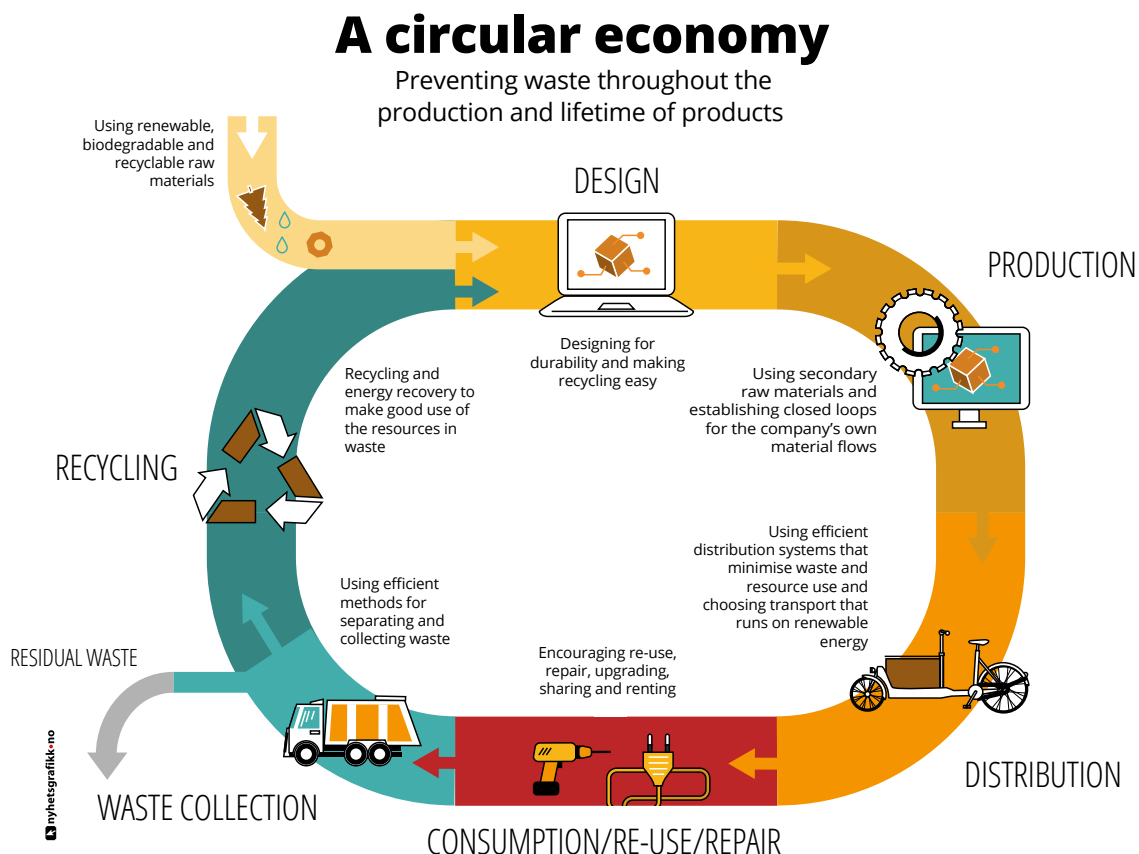 A circular economy
Preventing waste throughout the
production and lifetime of products
Using renewable,
biodegradable and
recyclable raw
materials
DESIGN
Designing for
durability and making
recycling easy
PRODUCTION
Using secondary
raw materials and
establishing closed loops
for the company's own
material flows
Using efficient
distribution systems that
minimise waste and
resource use and
choosing transport that
runs on renewable
energy
DISTRIBUTION
Encouraging re-use,
repair, upgrading,
sharing and renting
CONSUMPTION/RE-USE/REPAIR
Using efficient
methods for
separating and
collecting waste
WASTE COLLECTION
RESIDUAL WASTE
Recycling and
energy recovery to
make good use of
the resources in
waste
RECYCLING
nyhetsgrafikk•no